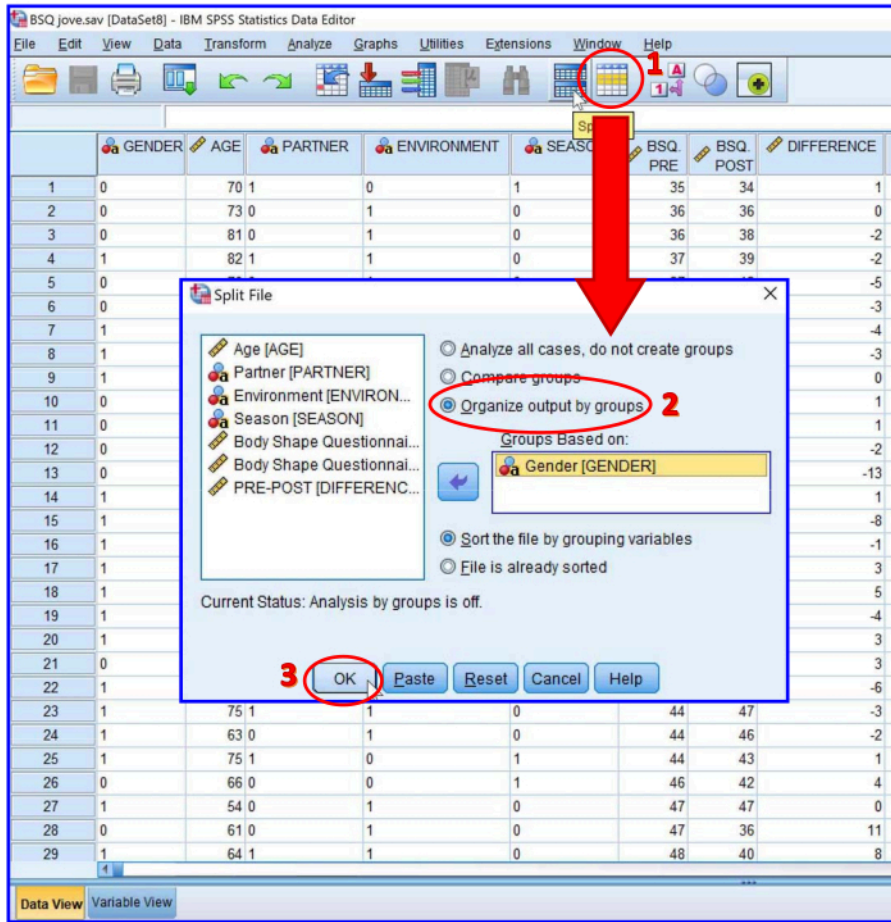 BSQ jove.sav [DataSet8] - IBM SPSS Statistics Data Editor
File Edit View Data Transform Analyze Graphs Utilities Extensions Window Help
1
A
1
GENDER AGE PARTNER ENVIRONMENT BSQ. PRE BSQ. POST DIFFERENCE
1 0 70 1 0 1 35 34 1
2 0 73 0 1 0 36 36 0
3 0 81 0 1 0 36 38 -2
4 1 82 1 1 0 37 39 -2
5 0 -5
6 0 -3
7 1 -4
8 1 -3
9 1 0
10 0 1
11 0 1
12 0 -2
13 0 -13
14 1 1
15 1 -8
16 1 -1
17 1 3
18 1 5
19 1 -4
20 1 3
21 0 3
22 1 -6
23 1 75 1 1 0 44 47 -3
24 1 63 0 1 0 44 46 -2
25 1 75 1 0 1 44 43 1
26 0 66 0 0 1 46 42 4
27 1 54 0 1 0 47 47 0
28 0 61 0 1 0 47 36 11
29 1 64 1 1 0 48 40 8
Split File
Age [AGE]
Partner [PARTNER]
Environment [ENVIRON...
Season [SEASON]
Body Shape Questionnai...
Body Shape Questionnai...
PRE-POST [DIFFERENC...
Analyze all cases, do not create groups
Compare groups
Organize output by groups 2
Groups Based on:
Gender [GENDER]
Sort the file by grouping variables
File is already sorted
Current Status: Analysis by groups is off.
3 OK Paste Reset Cancel Help
Data View Variable View